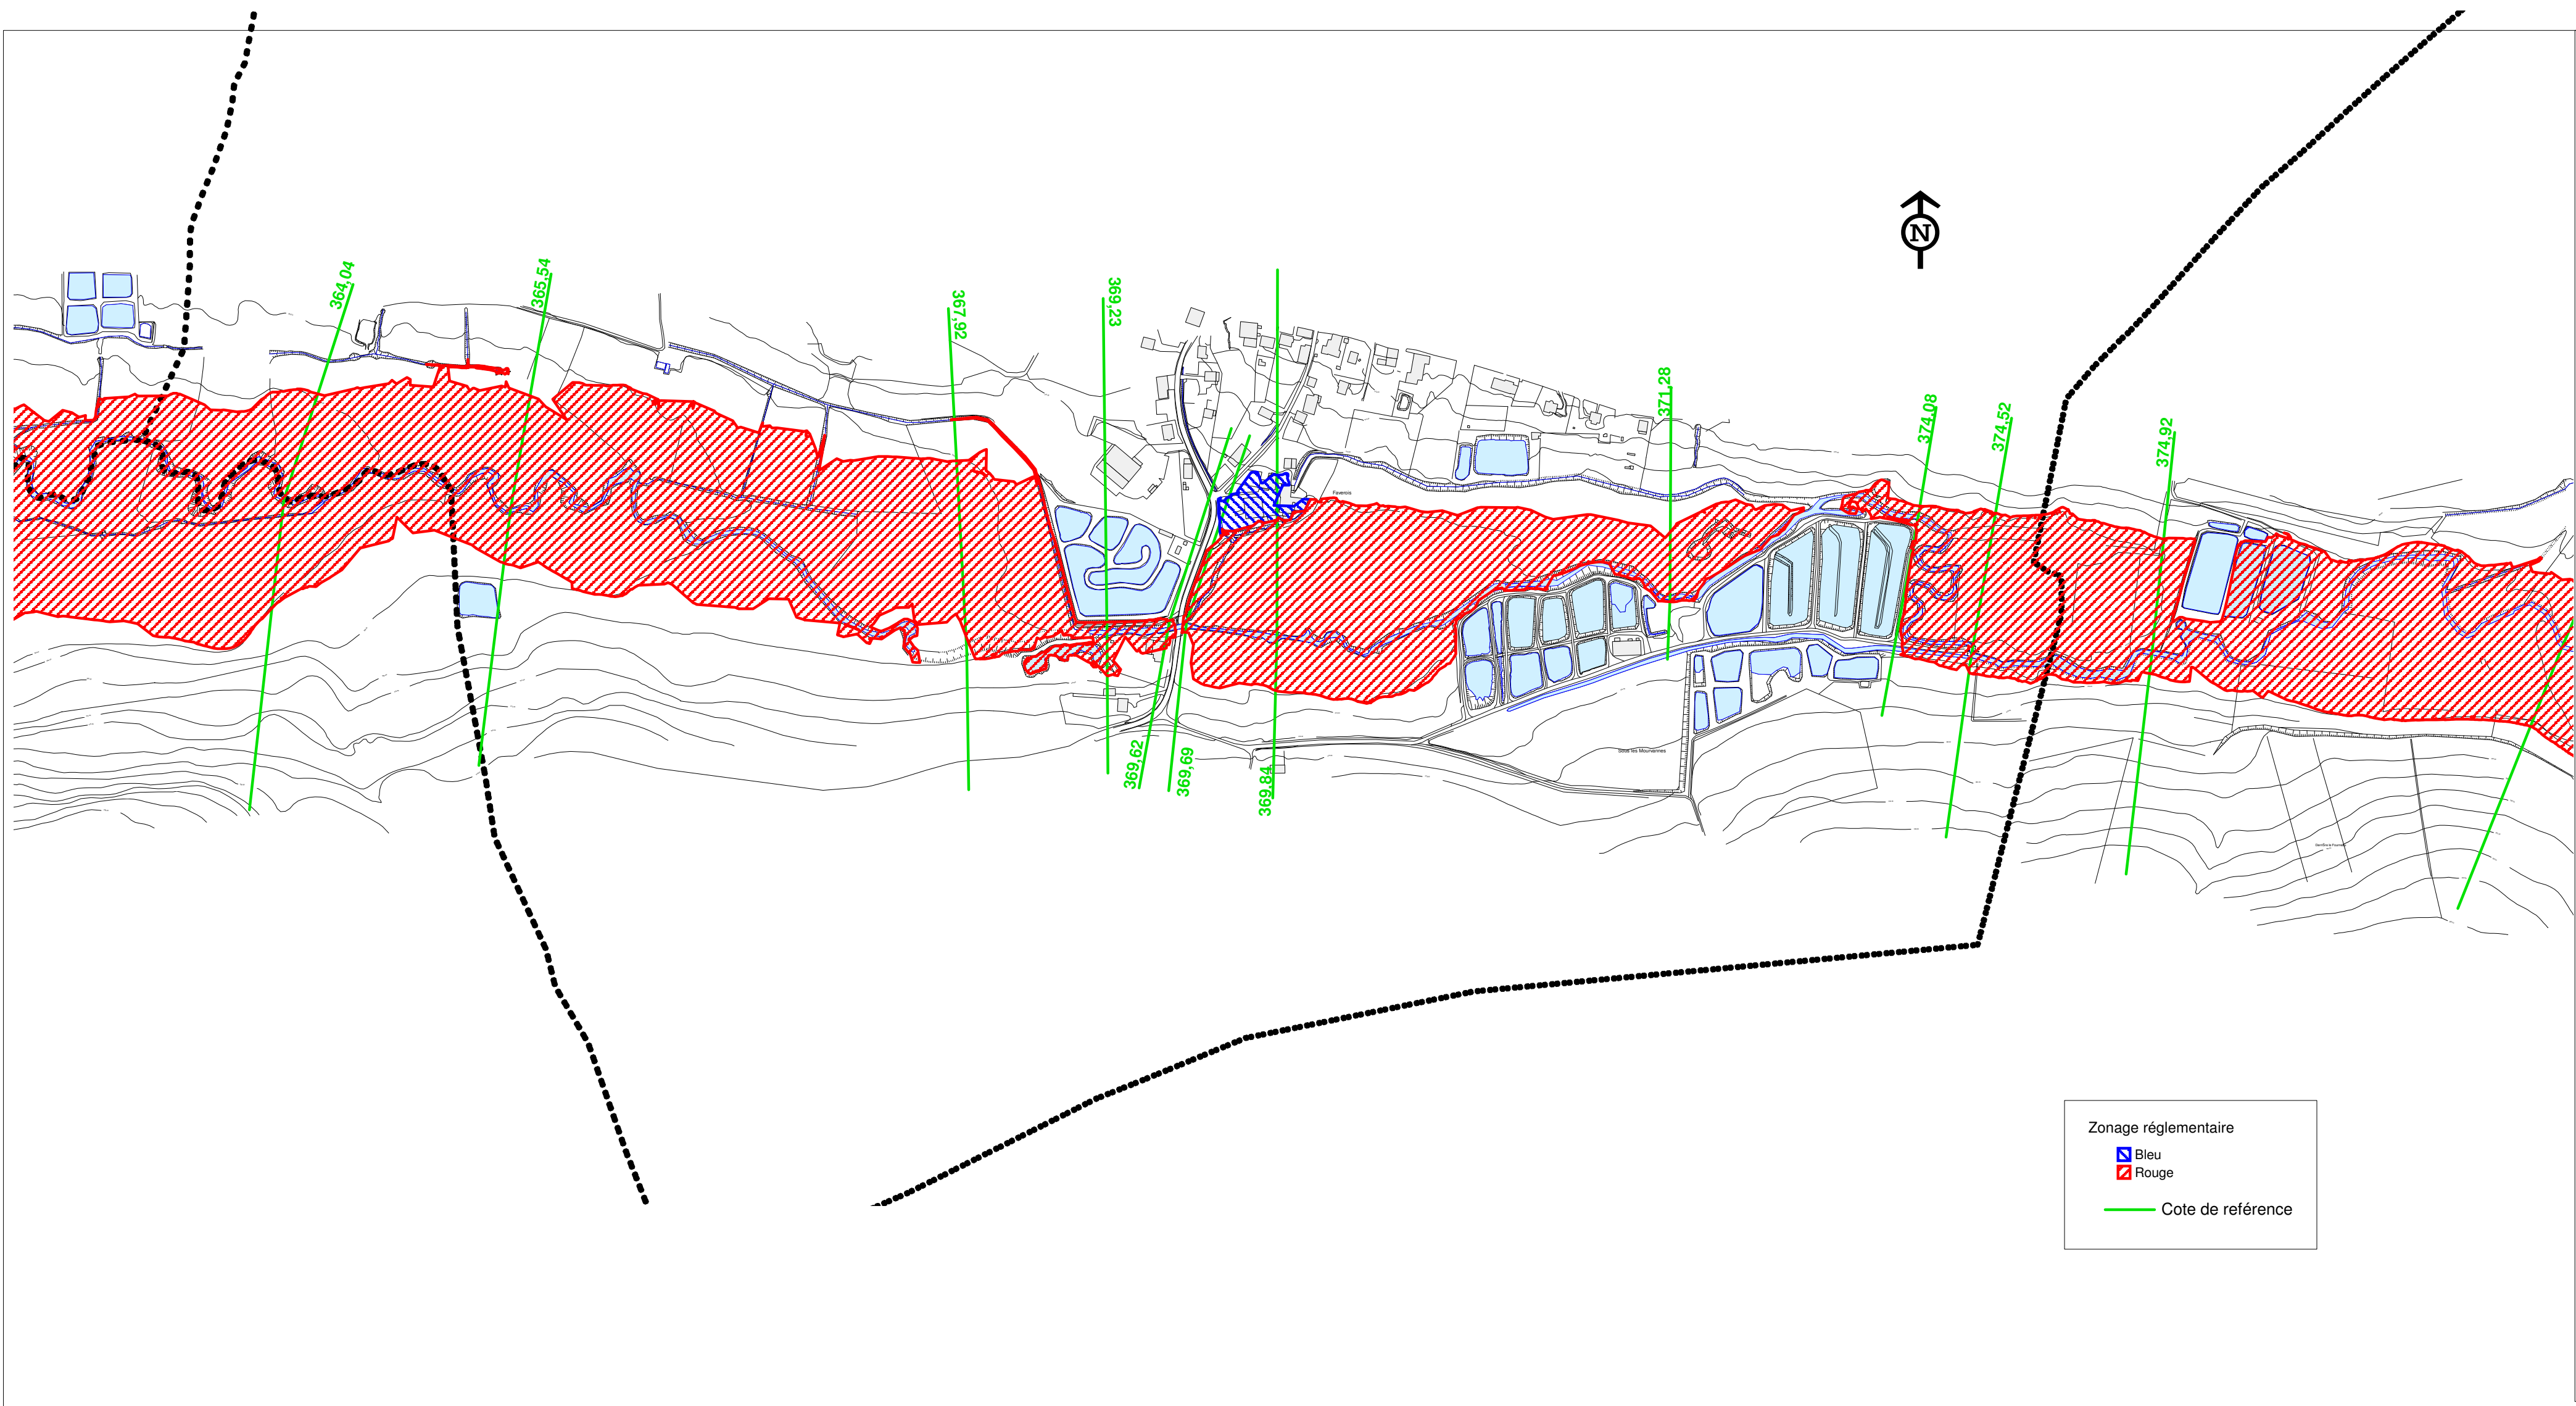 N
364,04
365,54
367,92
369,23
371,28
374,08
374,52
374,92
Faverois
369,62
369,69
369,84
Zonage réglementaire
Bleu
Rouge
Cote de reférence